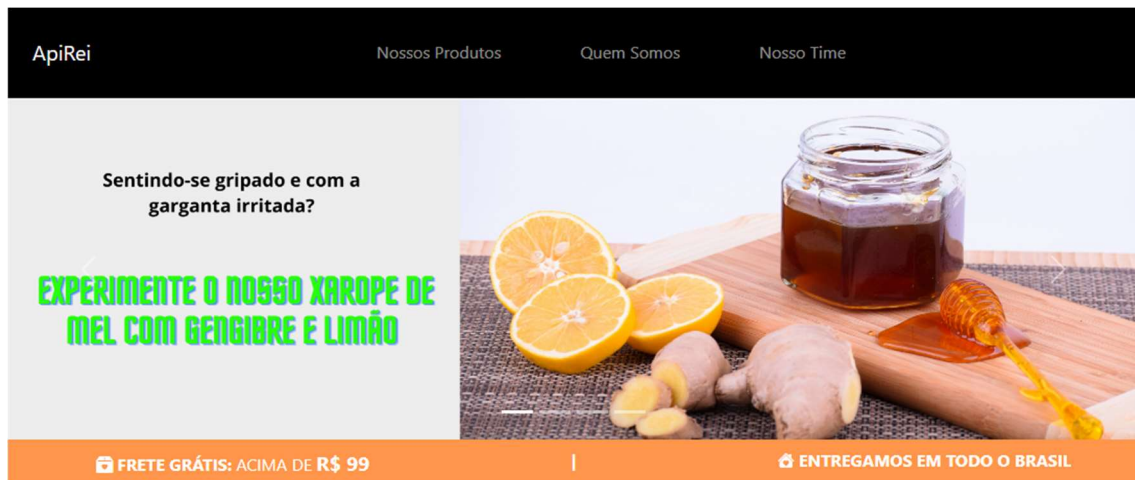 ApiRei
Nossos Produtos
Quem Somos
Nosso Time
Sentindo-se gripado e com a
garganta irritada?
EXPERIMENTE O NOSSO XAROPE DE
MEL COM GENGIBRE E LIMÃO
FRETE GRÁTIS: ACIMA DE R$ 99
|
ENTREGAMOS EM TODO O BRASIL